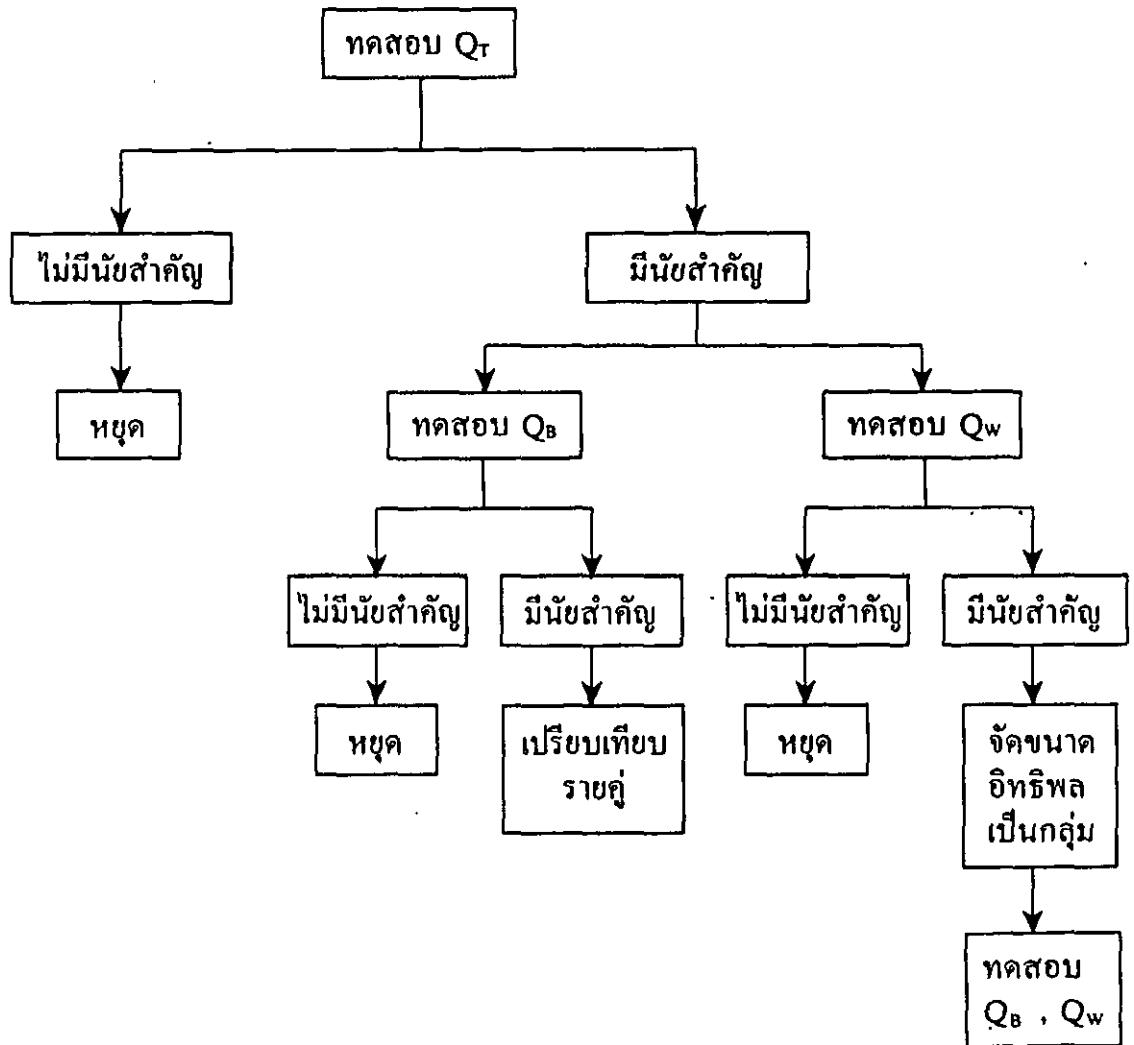 ทดสอบ Q_T
ไม่มีนัยสำคัญ
มีนัยสำคัญ
หยุด
ทดสอบ Q_B
ทดสอบ Q_W
ไม่มีนัยสำคัญ
มีนัยสำคัญ
ไม่มีนัยสำคัญ
มีนัยสำคัญ
หยุด
เปรียบเทียบ
รายคู่
หยุด
จัดขนาด
อิทธิพล
เป็นกลุ่ม
ทดสอบ
Q_B , Q_W